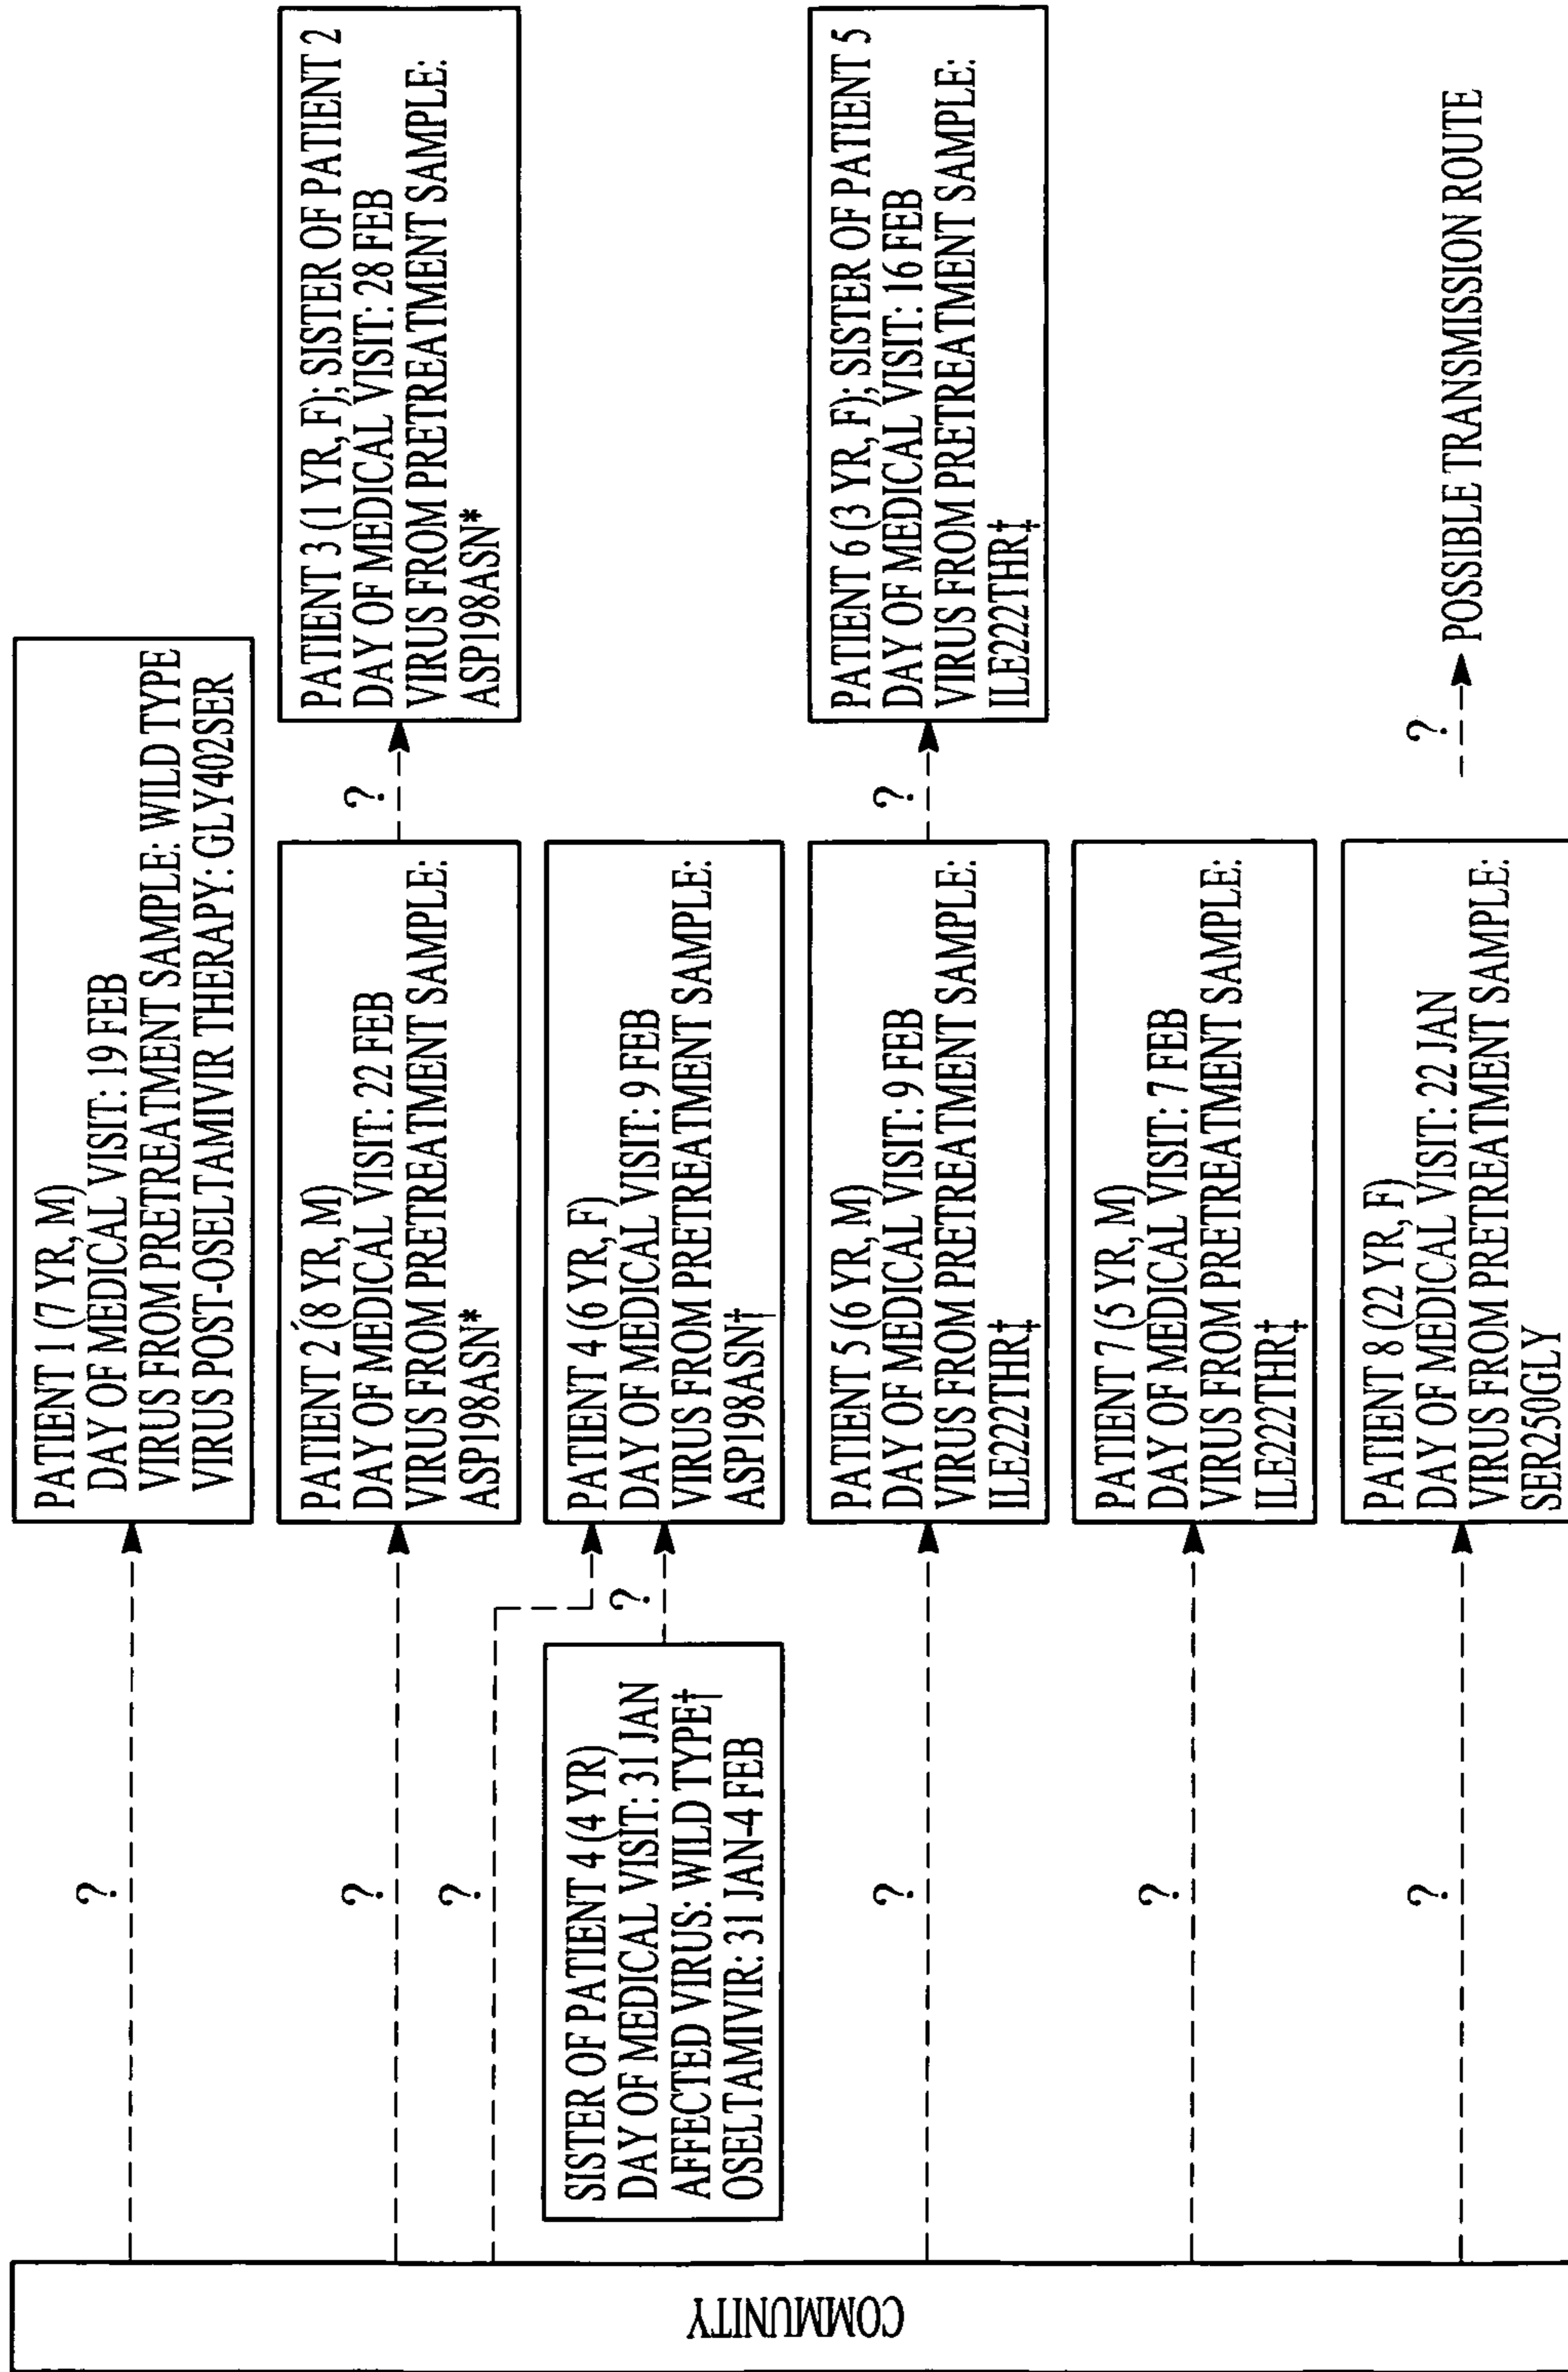 COMMUNITY
?
PATIENT 1 (7 YR, M)
DAY OF MEDICAL VISIT: 19 FEB
VIRUS FROM PRETREATMENT SAMPLE: WILD TYPE
VIRUS POST-OSELTAMIVIR THERAPY: GLY402SER
?
PATIENT 2 (8 YR, M)
DAY OF MEDICAL VISIT: 22 FEB
VIRUS FROM PRETREATMENT SAMPLE:
ASP198ASN*
?
PATIENT 3 (1 YR, F); SISTER OF PATIENT 2
DAY OF MEDICAL VISIT: 28 FEB
VIRUS FROM PRETREATMENT SAMPLE:
ASP198ASN*
?
SISTER OF PATIENT 4 (4 YR)
DAY OF MEDICAL VISIT: 31 JAN
AFFECTED VIRUS: WILD TYPE†
OSELTAMIVIR: 31 JAN-4 FEB
?
PATIENT 4 (6 YR, F)
DAY OF MEDICAL VISIT: 9 FEB
VIRUS FROM PRETREATMENT SAMPLE:
ASP198ASN†
?
PATIENT 5 (6 YR, M)
DAY OF MEDICAL VISIT: 9 FEB
VIRUS FROM PRETREATMENT SAMPLE:
ILE222THR‡
?
PATIENT 6 (3 YR, F); SISTER OF PATIENT 5
DAY OF MEDICAL VISIT: 16 FEB
VIRUS FROM PRETREATMENT SAMPLE:
ILE222THR‡
?
PATIENT 7 (5 YR, M)
DAY OF MEDICAL VISIT: 7 FEB
VIRUS FROM PRETREATMENT SAMPLE:
ILE222THR‡
?
PATIENT 8 (22 YR, F)
DAY OF MEDICAL VISIT: 22 JAN
VIRUS FROM PRETREATMENT SAMPLE:
SER250GLY
?
POSSIBLE TRANSMISSION ROUTE